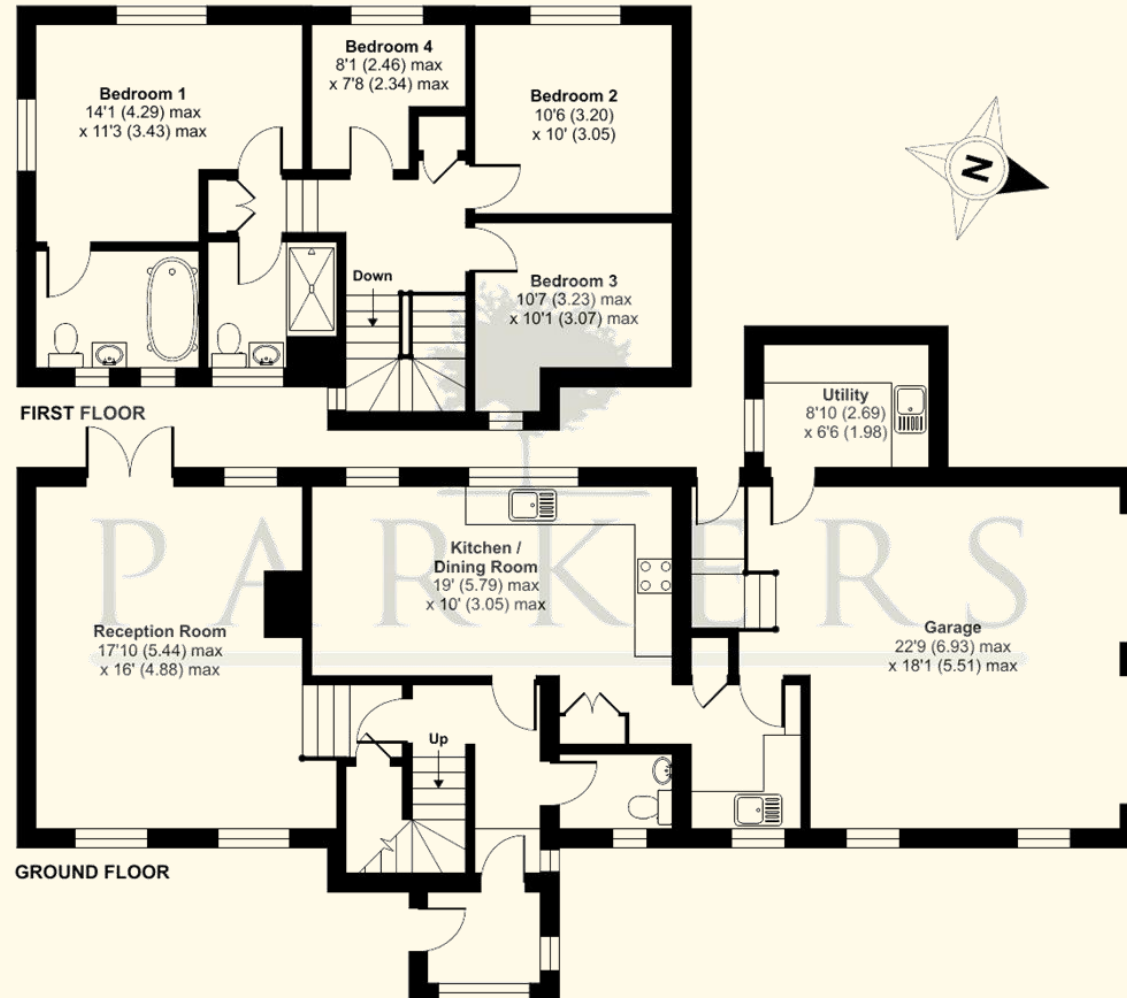 Bedroom 1
14'1 (4.29) max
x 11'3 (3.43) max
Bedroom 4
8'1 (2.46) max
x 7'8 (2.34) max
Bedroom 2
10'6 (3.20)
x 10' (3.05)
N
Down
Bedroom 3
10'7 (3.23) max
x 10'1 (3.07) max
FIRST FLOOR
Utility
8'10 (2.69)
x 6'6 (1.98)
PARKERS
Kitchen /
Dining Room
19' (5.79) max
x 10' (3.05) max
Reception Room
17'10 (5.44) max
x 16' (4.88) max
Garage
22'9 (6.93) max
x 18'1 (5.51) max
Up
GROUND FLOOR